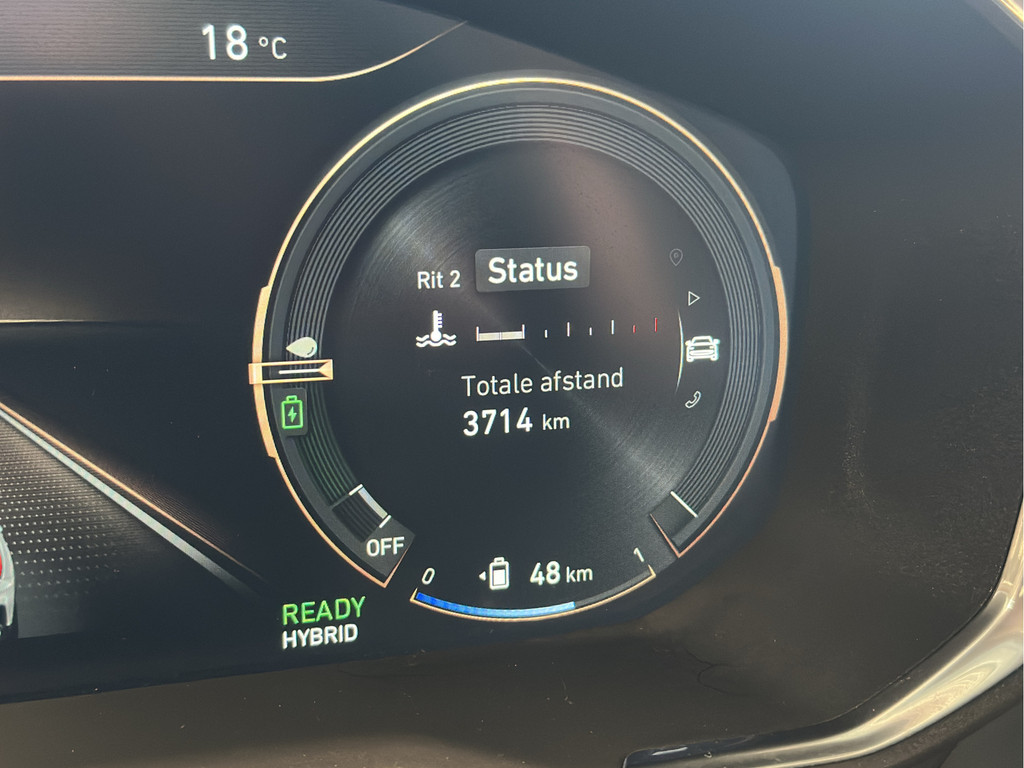 18 °C
Rit 2 Status
Totale afstand
3714 km
OFF
0 48 km 1
READY
HYBRID